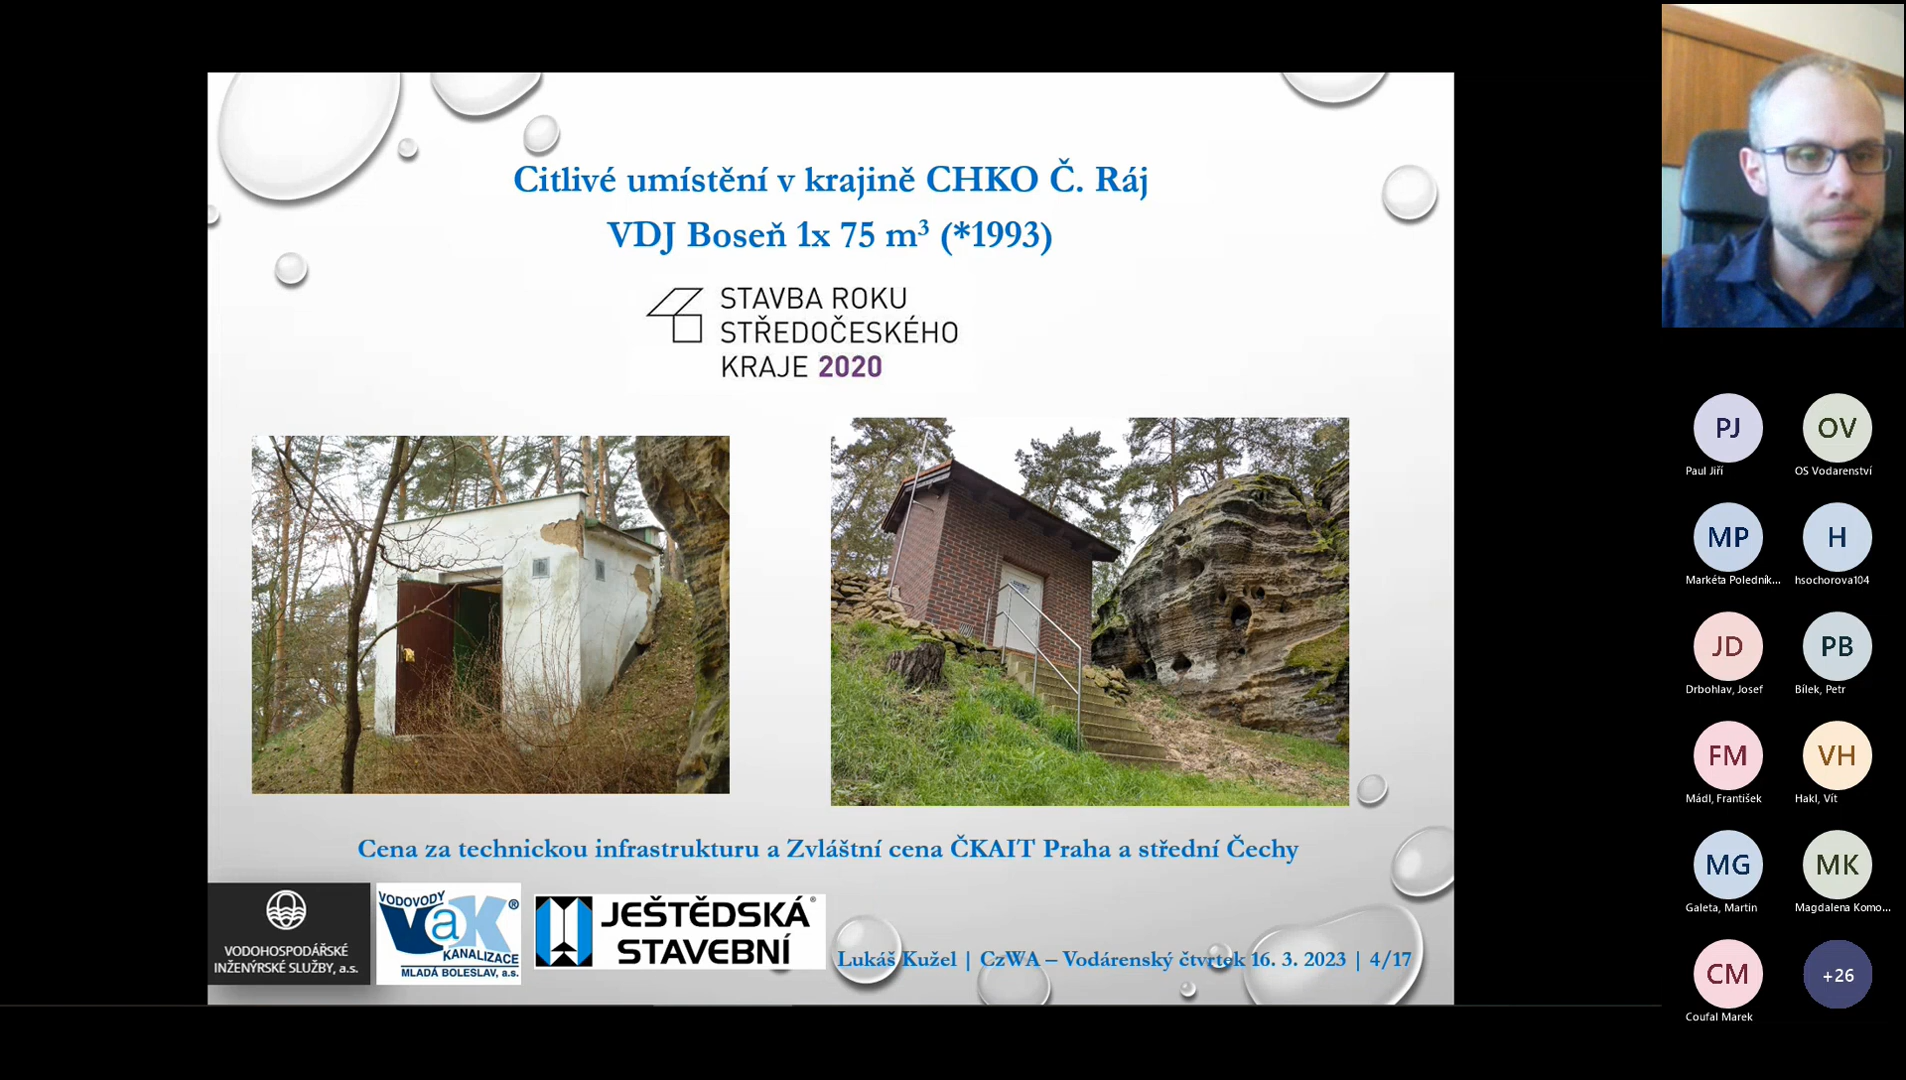 Citlivé umístění v krajině CHKO Č. Ráj
VDJ Boseň 1x 75 m³ (*1993)
STAVBA ROKU
STŘEDOČESKÉHO
KRAJE 2020
Cena za technickou infrastrukturu a Zvláštní cena ČKAIT Praha a střední Čechy
VODOHOSPODÁŘSKÉ
INŽENÝRSKÉ SLUŽBY, a.s.
VODOVODY
VaK®
KANALIZACE
MLADÁ BOLESLAV, a.s.
JEŠTĚDSKÁ®
STAVEBNÍ
Lukáš Kužel | CzWA – Vodárenský čtvrtek 16. 3. 2023 | 4/17
PJ
Paul Jiří
OV
OS Vodarenství
MP
Markéta Poledník...
H
hsochorova104
JD
Drbohlav, Josef
PB
Bílek, Petr
FM
Mádl, František
VH
Hakl, Vít
MG
Galeta, Martin
MK
Magdalena Komo...
CM
Coufal Marek
+26